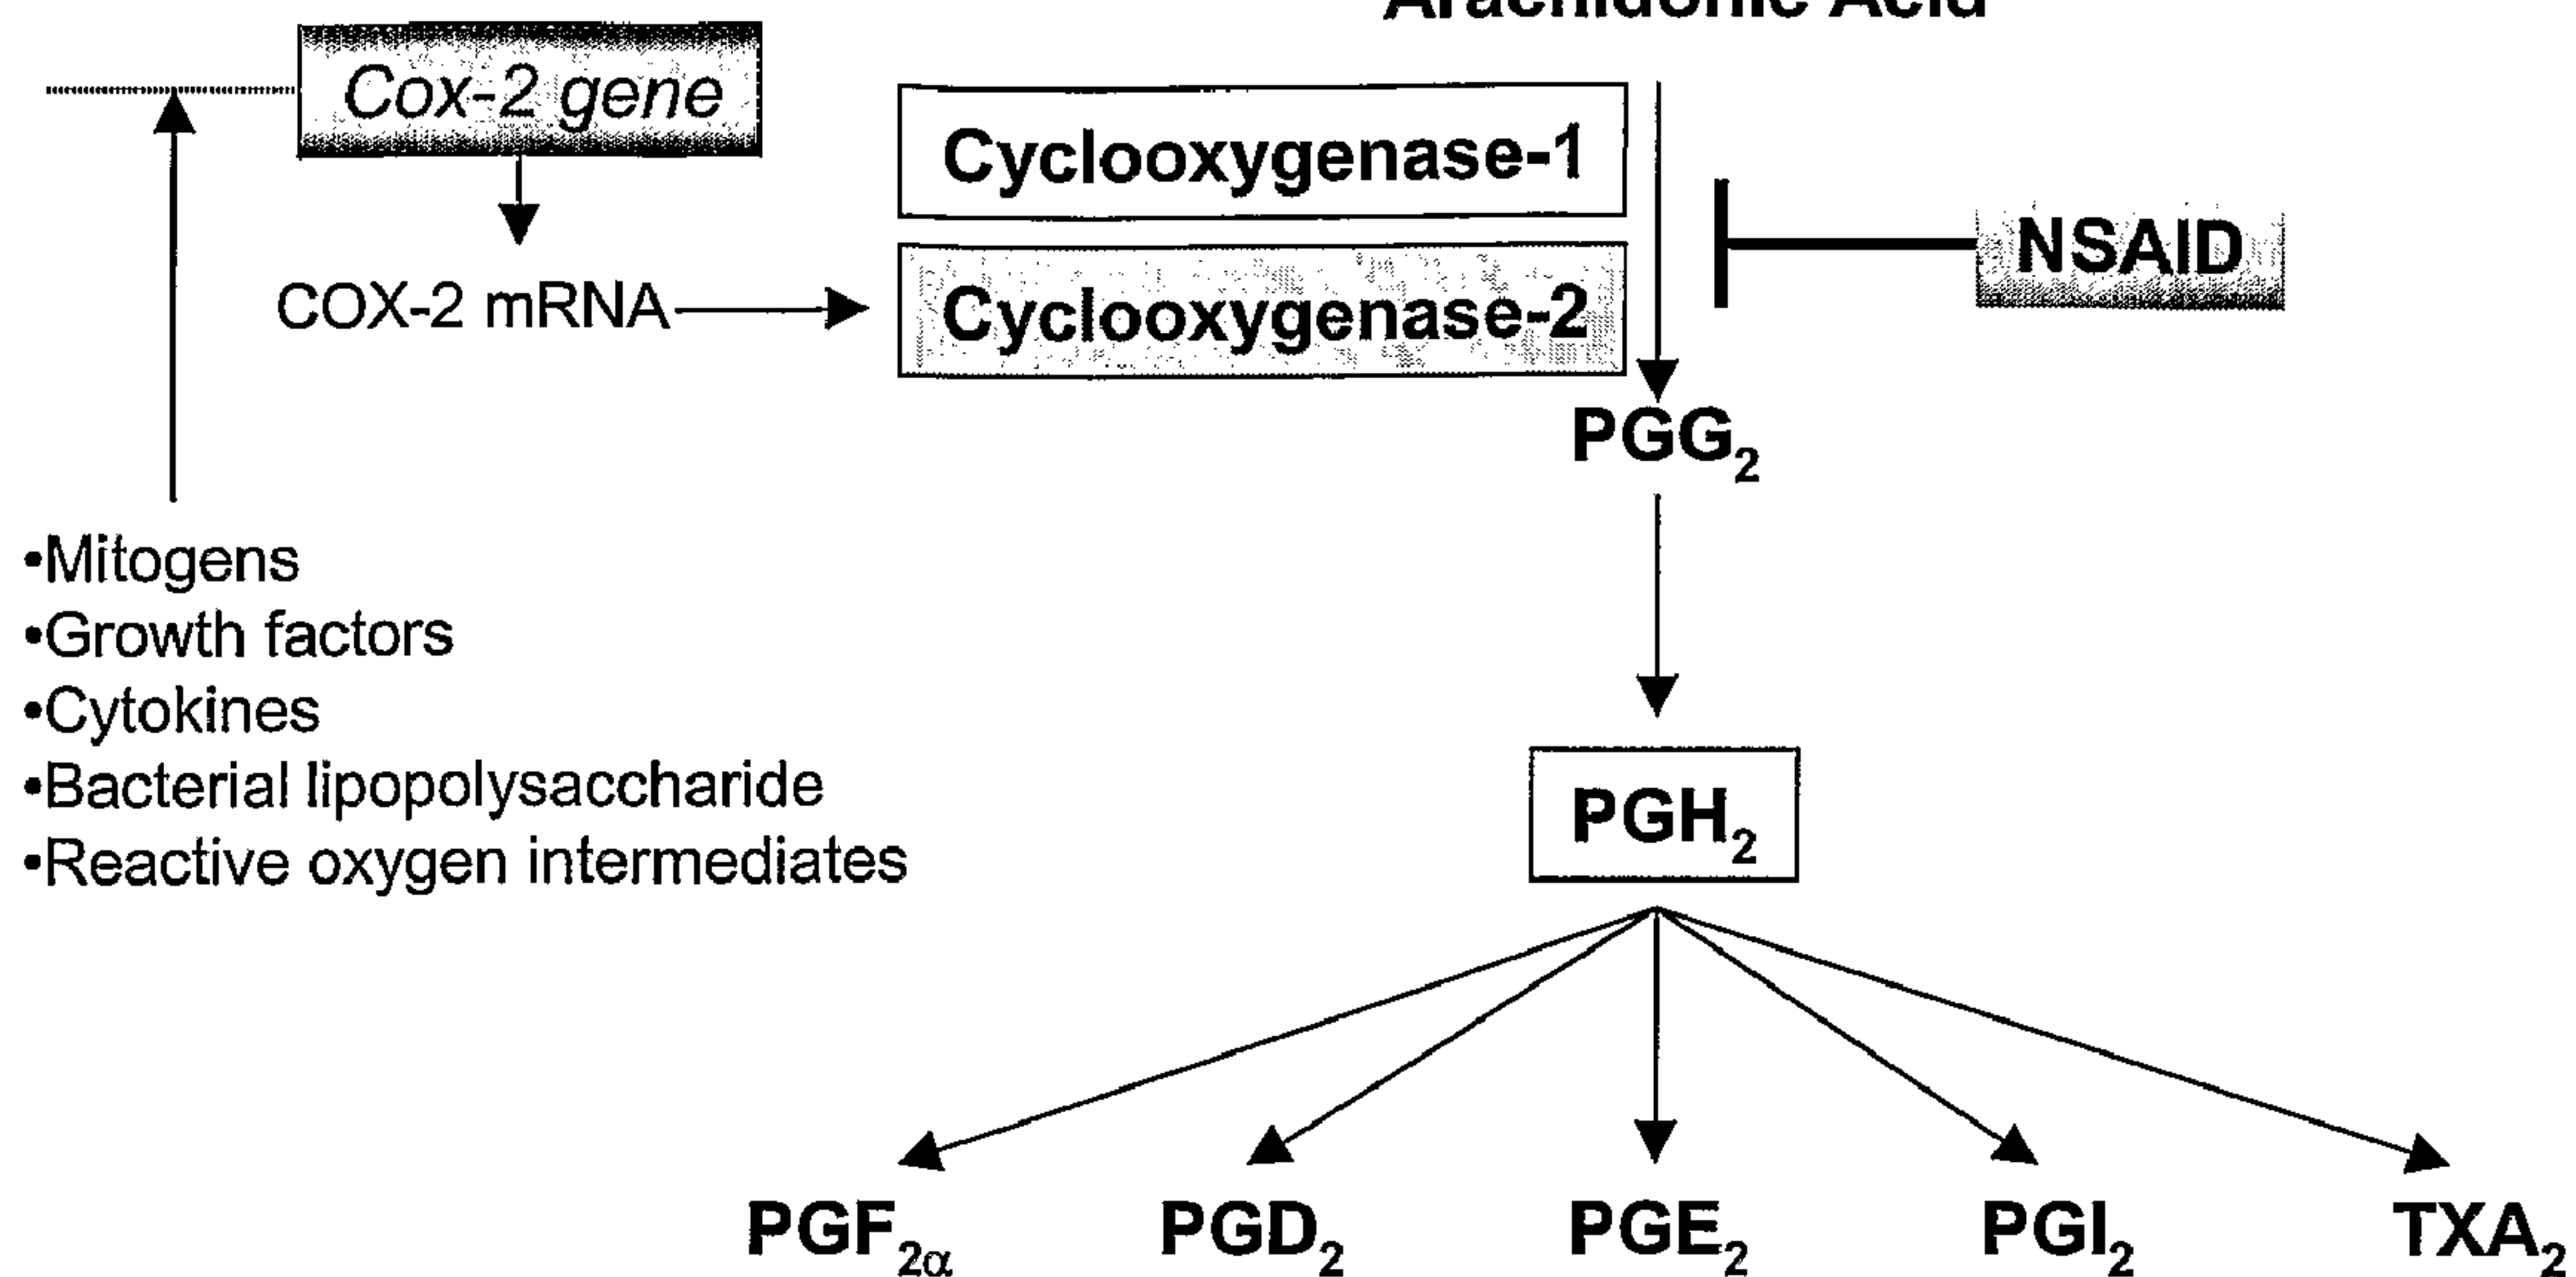 Arachidonic Acid
Cox-2 gene
Cyclooxygenase-1
NSAID
COX-2 mRNA
Cyclooxygenase-2
PGG₂
•Mitogens
•Growth factors
•Cytokines
•Bacterial lipopolysaccharide
•Reactive oxygen intermediates
PGH₂
PGF₂α
PGD₂
PGE₂
PGI₂
TXA₂